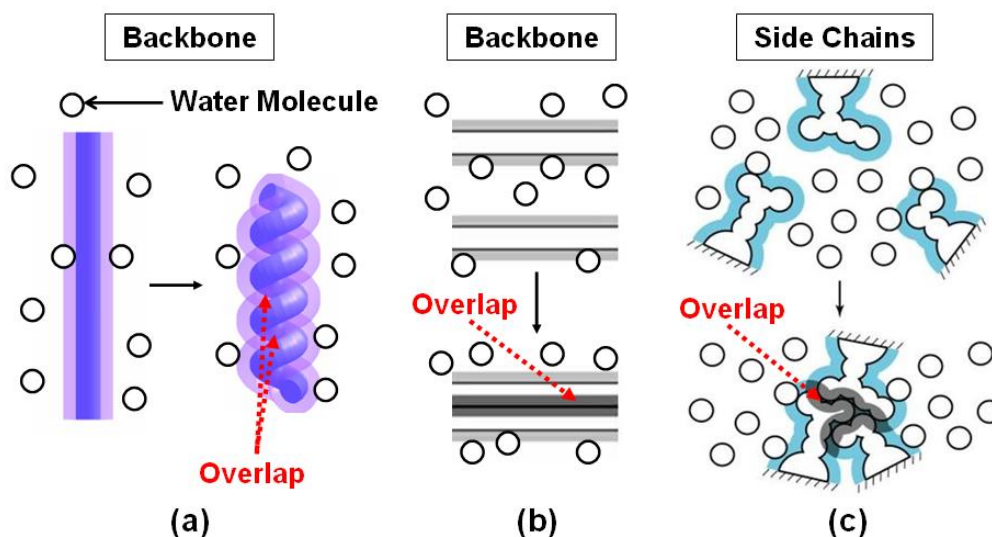 Backbone
Backbone
Side Chains
Water Molecule
Overlap
Overlap
Overlap
(a)
(b)
(c)